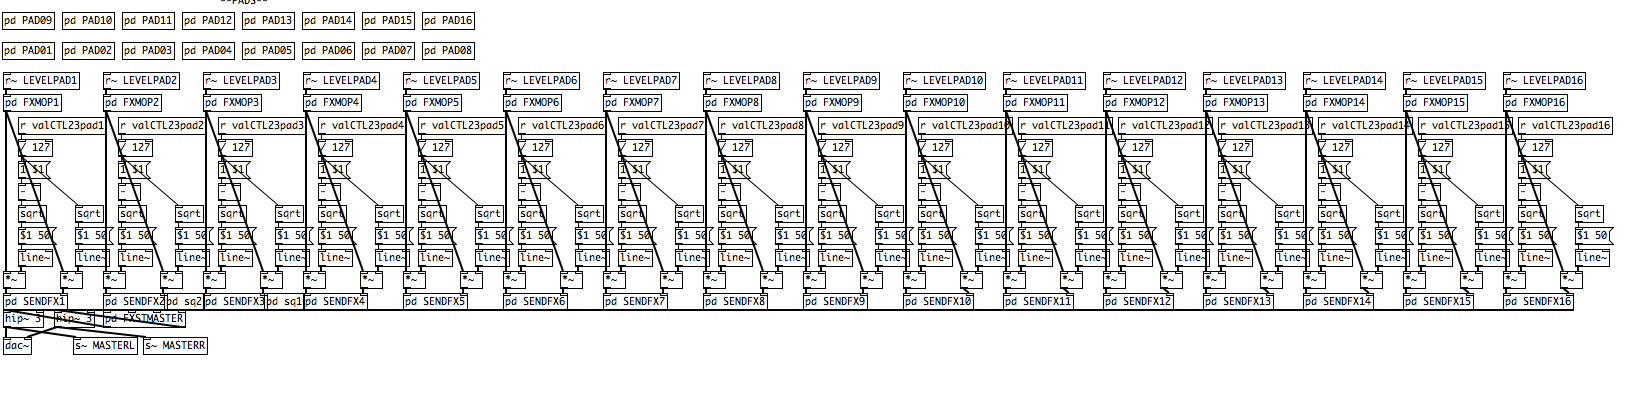 --PADS--
pd PAD09 pd PAD10 pd PAD11 pd PAD12 pd PAD13 pd PAD14 pd PAD15 pd PAD16
pd PAD01 pd PAD02 pd PAD03 pd PAD04 pd PAD05 pd PAD06 pd PAD07 pd PAD08
r~ LEVELPAD1 r~ LEVELPAD2 r~ LEVELPAD3 r~ LEVELPAD4 r~ LEVELPAD5 r~ LEVELPAD6 r~ LEVELPAD7 r~ LEVELPAD8 r~ LEVELPAD9 r~ LEVELPAD10 r~ LEVELPAD11 r~ LEVELPAD12 r~ LEVELPAD13 r~ LEVELPAD14 r~ LEVELPAD15 r~ LEVELPAD16
pd FXMOP1 pd FXMOP2 pd FXMOP3 pd FXMOP4 pd FXMOP5 pd FXMOP6 pd FXMOP7 pd FXMOP8 pd FXMOP9 pd FXMOP10 pd FXMOP11 pd FXMOP12 pd FXMOP13 pd FXMOP14 pd FXMOP15 pd FXMOP16
r valCTL23pad1 r valCTL23pad2 r valCTL23pad3 r valCTL23pad4 r valCTL23pad5 r valCTL23pad6 r valCTL23pad7 r valCTL23pad8 r valCTL23pad9 r valCTL23pad10 r valCTL23pad1 r valCTL23pad12 r valCTL23pad13 r valCTL23pad14 r valCTL23pad15 r valCTL23pad16
/ 127 / 127 / 127 / 127 / 127 / 127 / 127 / 127 / 127 / 127 / 127 / 127 / 127 / 127 / 127 / 127
1 $1 1 $1 1 $1 1 $1 1 $1 1 $1 1 $1 1 $1 1 $1 1 $1 1 $1 1 $1 1 $1 1 $1 1 $1 1 $1
- - - - - - - - - - - - - - - -
sqrt sqrt sqrt sqrt sqrt sqrt sqrt sqrt sqrt sqrt sqrt sqrt sqrt sqrt sqrt sqrt sqrt sqrt sqrt sqrt sqrt sqrt sqrt sqrt sqrt sqrt sqrt sqrt sqrt sqrt sqrt sqrt
$1 50 $1 50 $1 50 $1 50 $1 50 $1 50 $1 50 $1 50 $1 50 $1 50 $1 50 $1 50 $1 50 $1 50 $1 50 $1 50 $1 50 $1 50 $1 50 $1 50 $1 50 $1 50 $1 50 $1 50 $1 50 $1 50 $1 50 $1 50 $1 50 $1 50 $1 50 $1 50
line~ line~ line~ line~ line~ line~ line~ line~ line~ line~ line~ line~ line~ line~ line~ line~ line~ line~ line~ line~ line~ line~ line~ line~ line~ line~ line~ line~ line~ line~ line~ line~
*~ *~ *~ *~ *~ *~ *~ *~ *~ *~ *~ *~ *~ *~ *~ *~ *~ *~ *~ *~ *~ *~ *~ *~ *~ *~ *~ *~ *~ *~ *~ *~
pd SENDFX1 pd SENDFX2 pd sq2 pd SENDFX3 pd sq1 pd SENDFX4 pd SENDFX5 pd SENDFX6 pd SENDFX7 pd SENDFX8 pd SENDFX9 pd SENDFX10 pd SENDFX11 pd SENDFX12 pd SENDFX13 pd SENDFX14 pd SENDFX15 pd SENDFX16
hip~ 3 hip~ 3 pd FXSTMASTER
dac~ s~ MASTERL s~ MASTERR